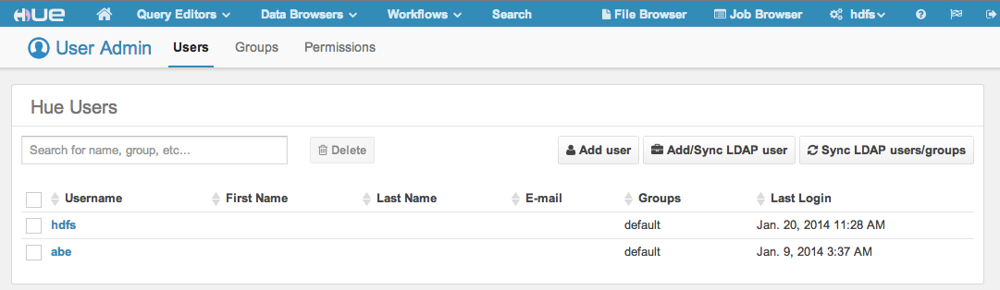 HUE Query Editors Data Browsers Workflows Search File Browser Job Browser hdfs
User Admin Users Groups Permissions
Hue Users
Search for name, group, etc... Delete Add user Add/Sync LDAP user Sync LDAP users/groups
Username First Name Last Name E-mail Groups Last Login
hdfs default Jan. 20, 2014 11:28 AM
abe default Jan. 9, 2014 3:37 AM